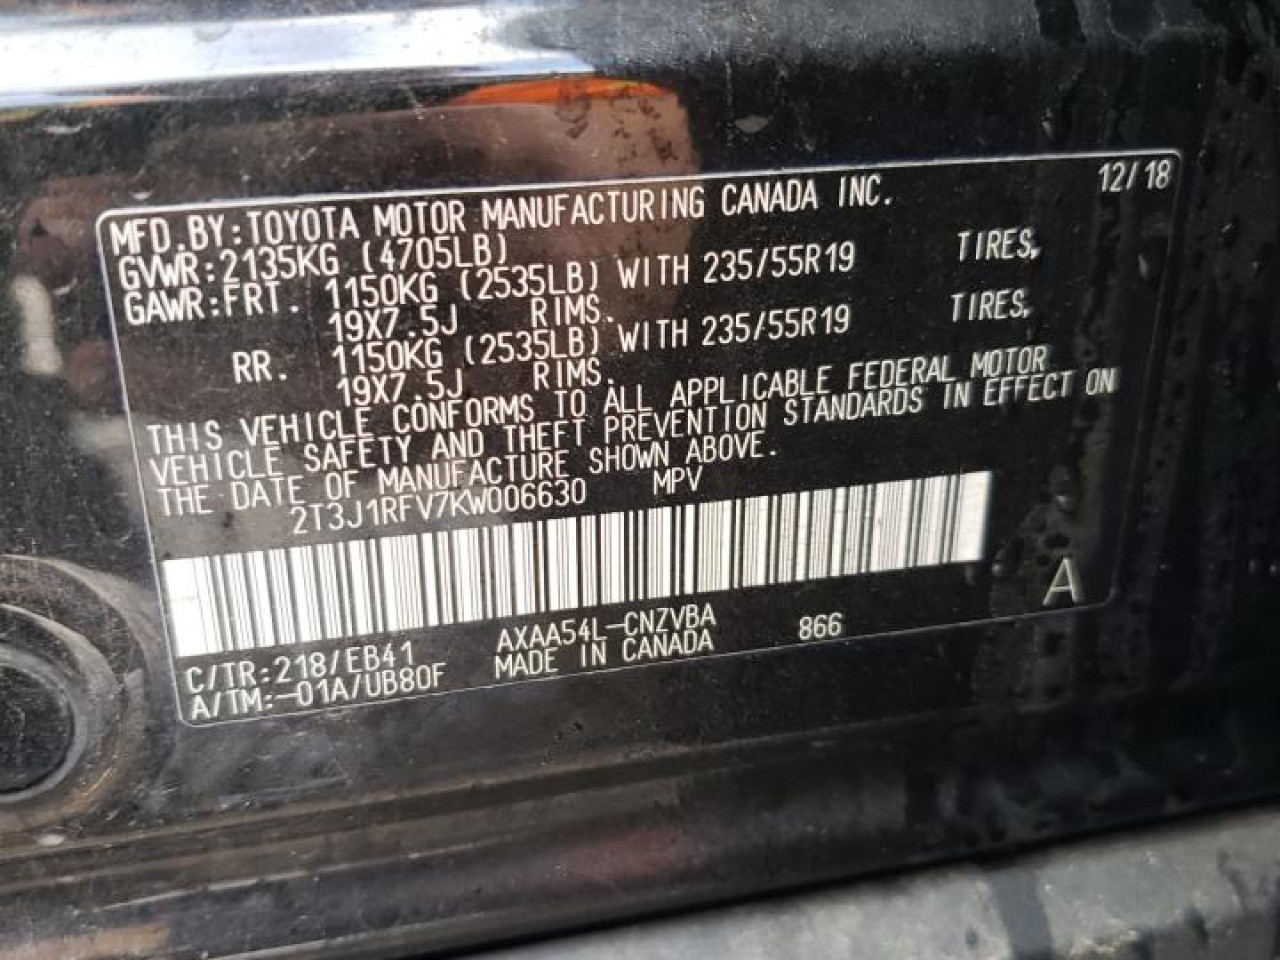 12/18
MFD.BY:TOYOTA MOTOR MANUFACTURING CANADA INC.
GVWR:2135KG (4705LB)
GAWR:FRT. 1150KG (2535LB) WITH 235/55R19 TIRES,
19X7.5J RIMS.
RR. 1150KG (2535LB) WITH 235/55R19 TIRES,
19X7.5J RIMS.
THIS VEHICLE CONFORMS TO ALL APPLICABLE FEDERAL MOTOR
VEHICLE SAFETY AND THEFT PREVENTION STANDARDS IN EFFECT ON
THE DATE OF MANUFACTURE SHOWN ABOVE.
2T3J1RFV7KW006630 MPV
A
C/TR:218/EB41 AXAA54L-CNZVBA 866
A/TM:-01A/UB80F MADE IN CANADA